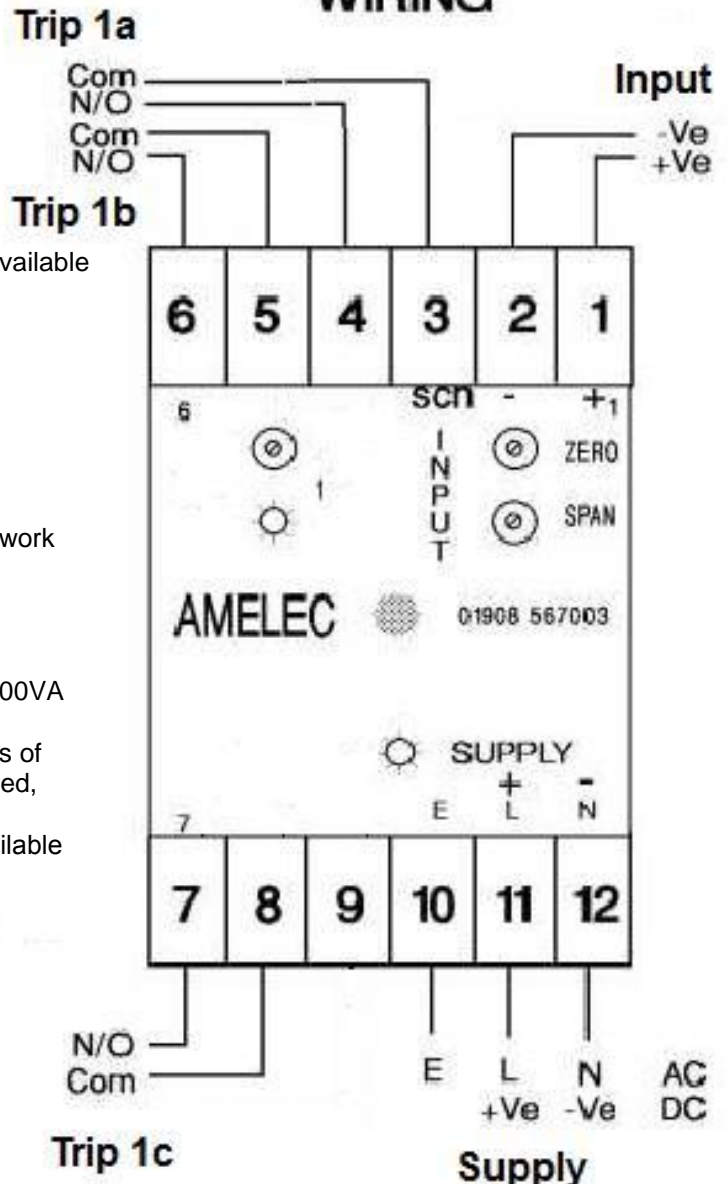 WIRING
Trip 1a
Com
N/O
Com
N/O
Input
-Ve
+Ve
Trip 1b
vailable
6 5 4 3 2 1
scn - +1
6
INPUT
ZERO
1
SPAN
work
AMELEC 01908 567003
00VA
s of
ed,
ilable
SUPPLY
+ -
E L N
7
7 8 9 10 11 12
N/O
Com
E L N AC
+Ve -Ve DC
Trip 1c
Supply